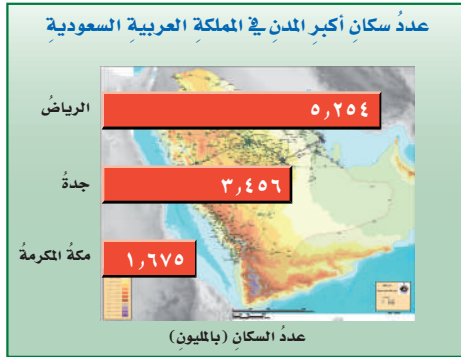 عددُ سكانِ أكبرِ المدنِ في المملكةِ العربيةِ السعوديةِ
الرياضُ ٥٫٢٥٤
جدةُ ٣٫٤٥٦
مكةُ المكرمةُ ١٫٦٧٥
عددُ السكانِ (بالمليونِ)